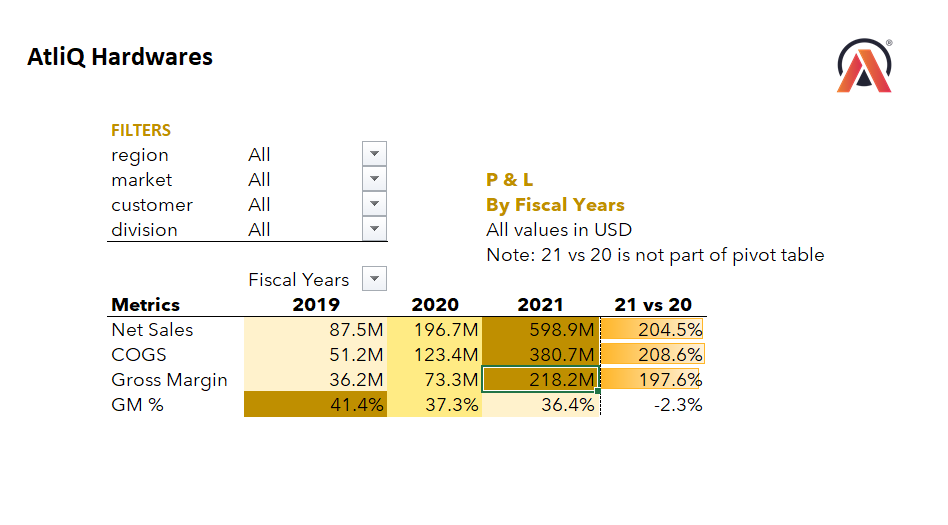 AtliQ Hardwares
®
FILTERS
region All
market All
customer All
division All
P & L
By Fiscal Years
All values in USD
Note: 21 vs 20 is not part of pivot table
Fiscal Years
Metrics 2019 2020 2021 21 vs 20
Net Sales 87.5M 196.7M 598.9M 204.5%
COGS 51.2M 123.4M 380.7M 208.6%
Gross Margin 36.2M 73.3M 218.2M 197.6%
GM % 41.4% 37.3% 36.4% -2.3%